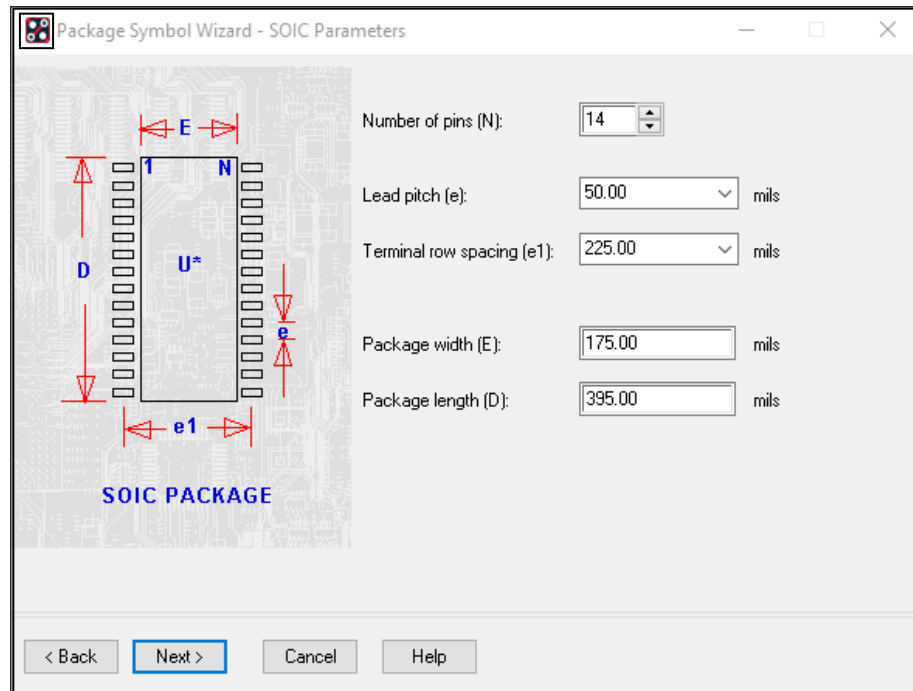 Package Symbol Wizard - SOIC Parameters
E
1 N
D
U*
e
e1
SOIC PACKAGE
Number of pins (N): 14
Lead pitch (e): 50.00 mils
Terminal row spacing (e1): 225.00 mils
Package width (E): 175.00 mils
Package length (D): 395.00 mils
< Back Next > Cancel Help